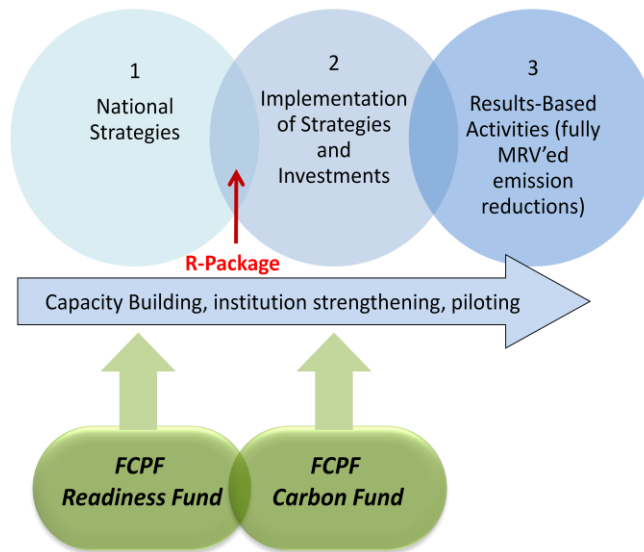 1
National
Strategies
2
Implementation
of Strategies
and
Investments
3
Results-Based
Activities (fully
MRV'ed
emission
reductions)
R-Package
Capacity Building, institution strengthening, piloting
FCPF
Readiness Fund
FCPF
Carbon Fund